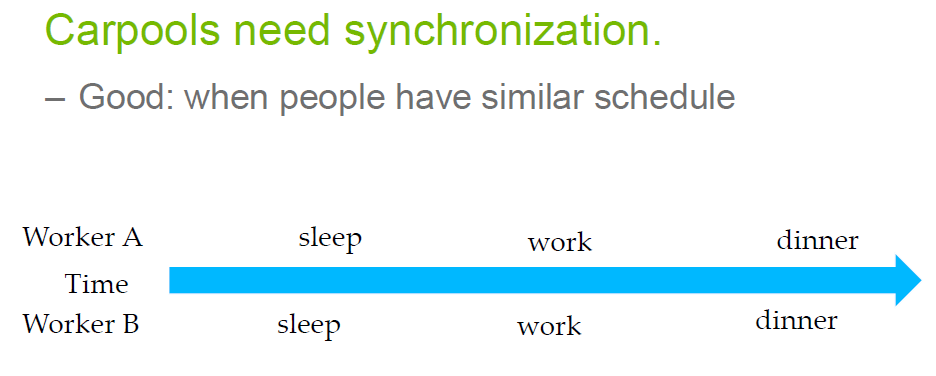 Carpools need synchronization.
– Good: when people have similar schedule
Worker A sleep work dinner
Time
Worker B sleep work dinner